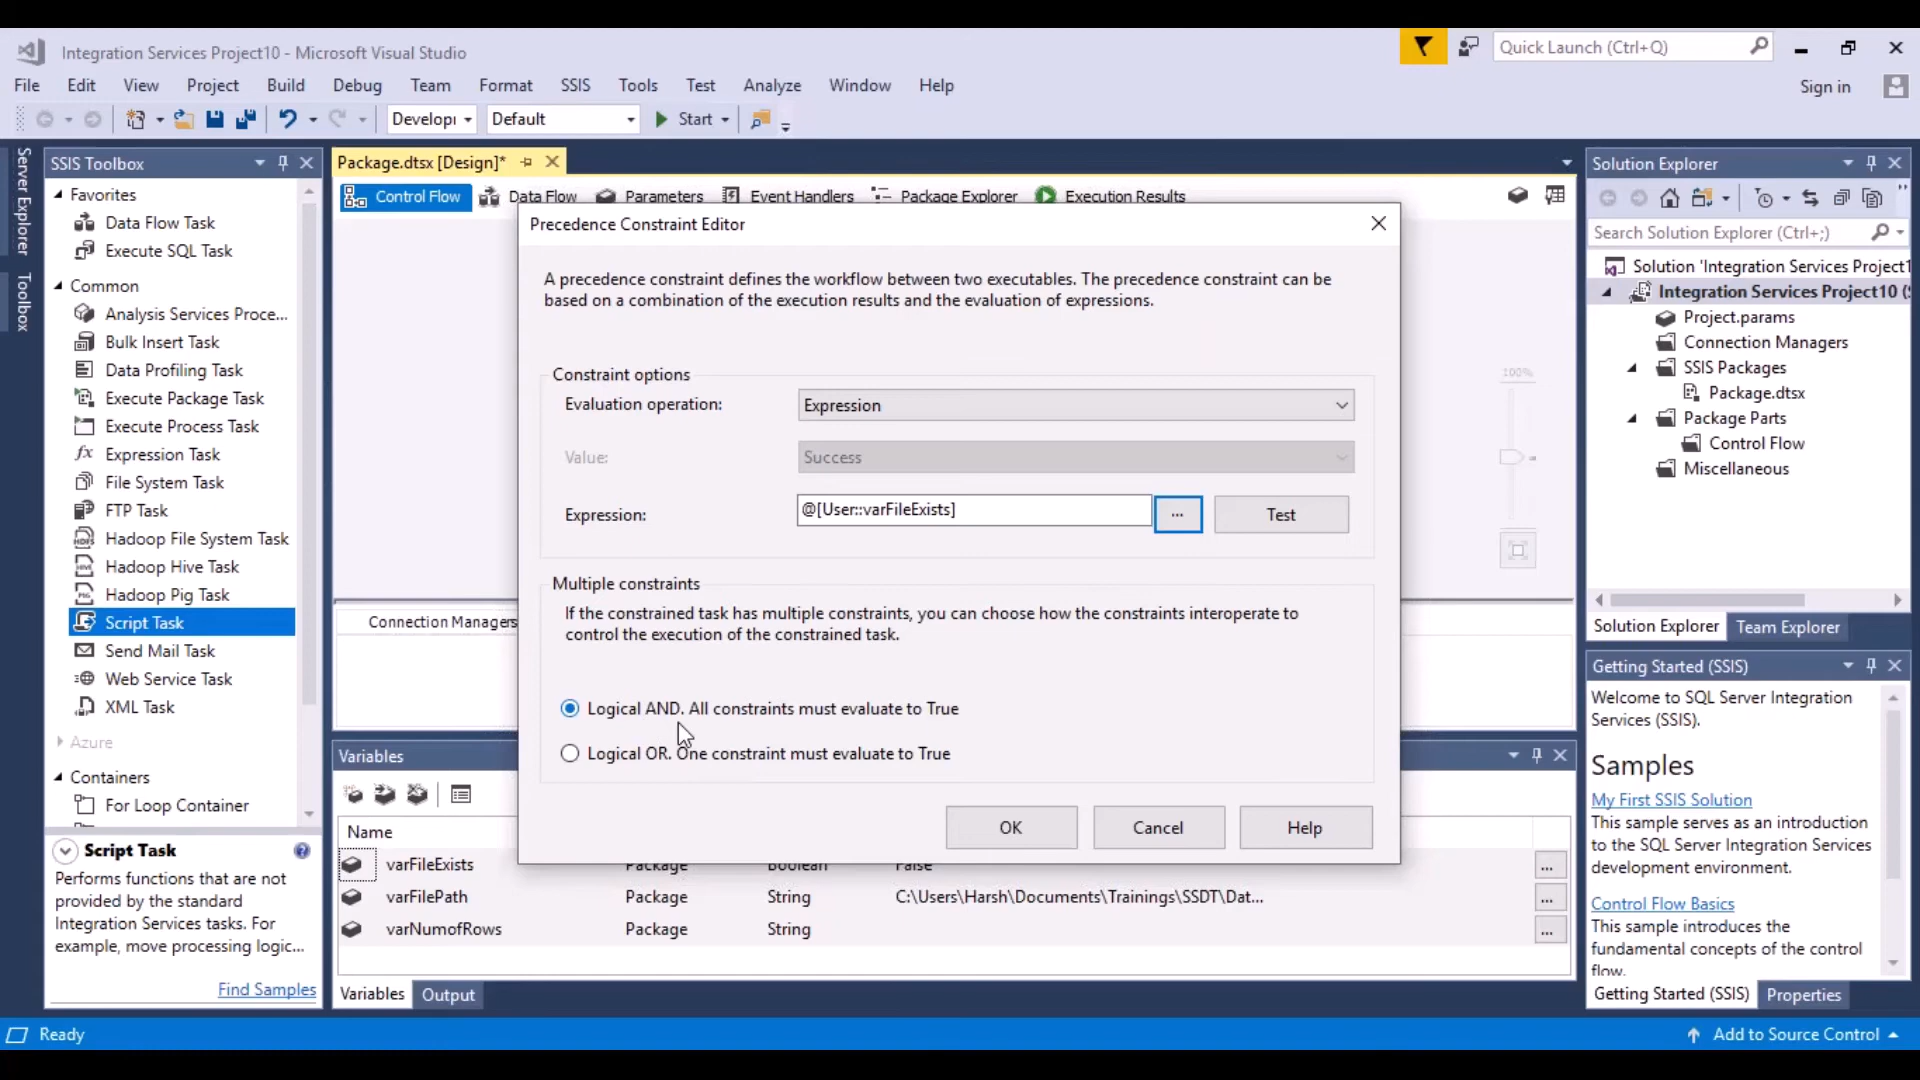 Integration Services Project10 - Microsoft Visual Studio
Quick Launch (Ctrl+Q)
File Edit View Project Build Debug Team Format SSIS Tools Test Analyze Window Help
Sign in
Developi Default Start
Server Explorer
Toolbox
SSIS Toolbox
Favorites
Data Flow Task
Execute SQL Task
Common
Analysis Services Proce...
Bulk Insert Task
Data Profiling Task
Execute Package Task
Execute Process Task
Expression Task
File System Task
FTP Task
Hadoop File System Task
Hadoop Hive Task
Hadoop Pig Task
Script Task
Send Mail Task
Web Service Task
XML Task
Azure
Containers
For Loop Container
Script Task
Performs functions that are not
provided by the standard
Integration Services tasks. For
example, move processing logic...
Find Samples
Package.dtsx [Design]*
Control Flow Data Flow Parameters Event Handlers Package Explorer Execution Results
Precedence Constraint Editor
A precedence constraint defines the workflow between two executables. The precedence constraint can be
based on a combination of the execution results and the evaluation of expressions.
Constraint options
Evaluation operation: Expression
Value: Success
Expression: @[User::varFileExists] ... Test
Multiple constraints
If the constrained task has multiple constraints, you can choose how the constraints interoperate to
control the execution of the constrained task.
Logical AND. All constraints must evaluate to True
Logical OR. One constraint must evaluate to True
OK Cancel Help
100%
Connection Managers
Variables
Name
varFileExists Package Boolean False ...
varFilePath Package String C:\Users\Harsh\Documents\Trainings\SSDT\Dat... ...
varNumofRows Package String ...
Variables Output
Solution Explorer
Search Solution Explorer (Ctrl+;)
Solution 'Integration Services Project1
Integration Services Project10 (S
Project.params
Connection Managers
SSIS Packages
Package.dtsx
Package Parts
Control Flow
Miscellaneous
Solution Explorer Team Explorer
Getting Started (SSIS)
Welcome to SQL Server Integration
Services (SSIS).
Samples
My First SSIS Solution
This sample serves as an introduction
to the SQL Server Integration Services
development environment.
Control Flow Basics
This sample introduces the
fundamental concepts of the control
flow.
Getting Started (SSIS) Properties
Ready
Add to Source Control